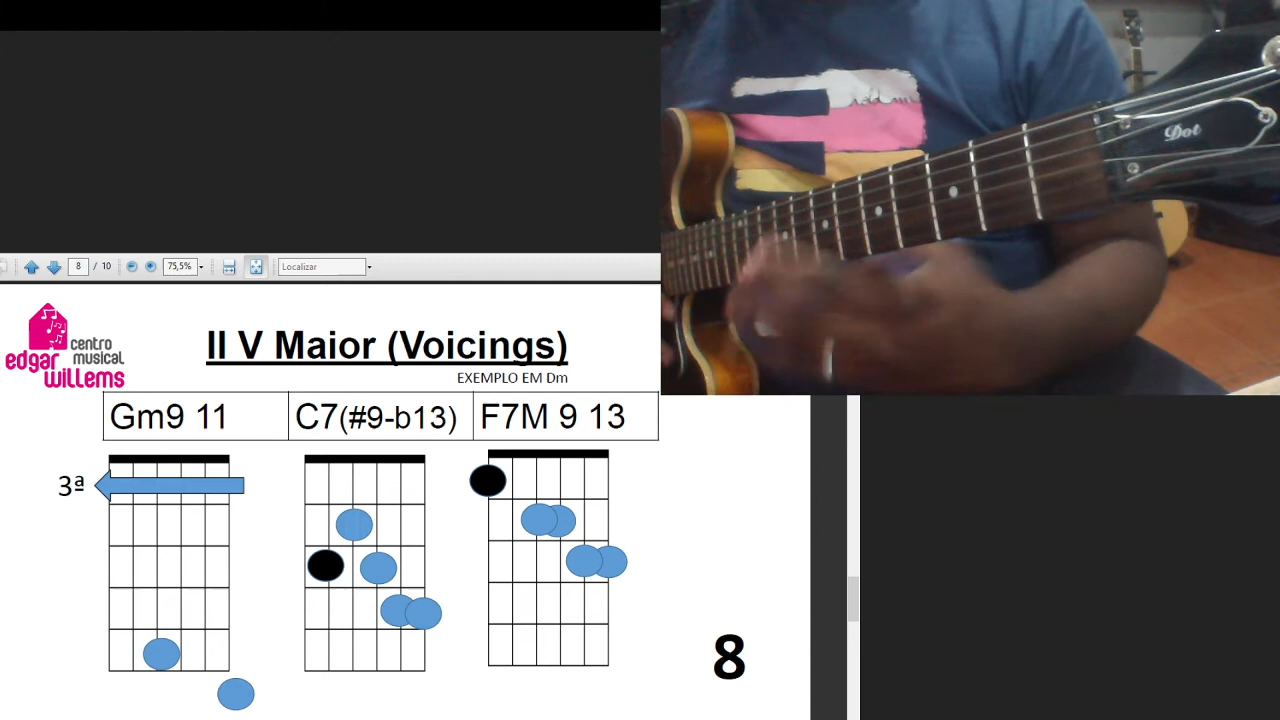 8 / 10 75,5% Localizar
edgar centro musical willems
II V Maior (Voicings)
EXEMPLO EM Dm
Gm9 11 C7(#9-b13) F7M 9 13
3ª
8
Dot